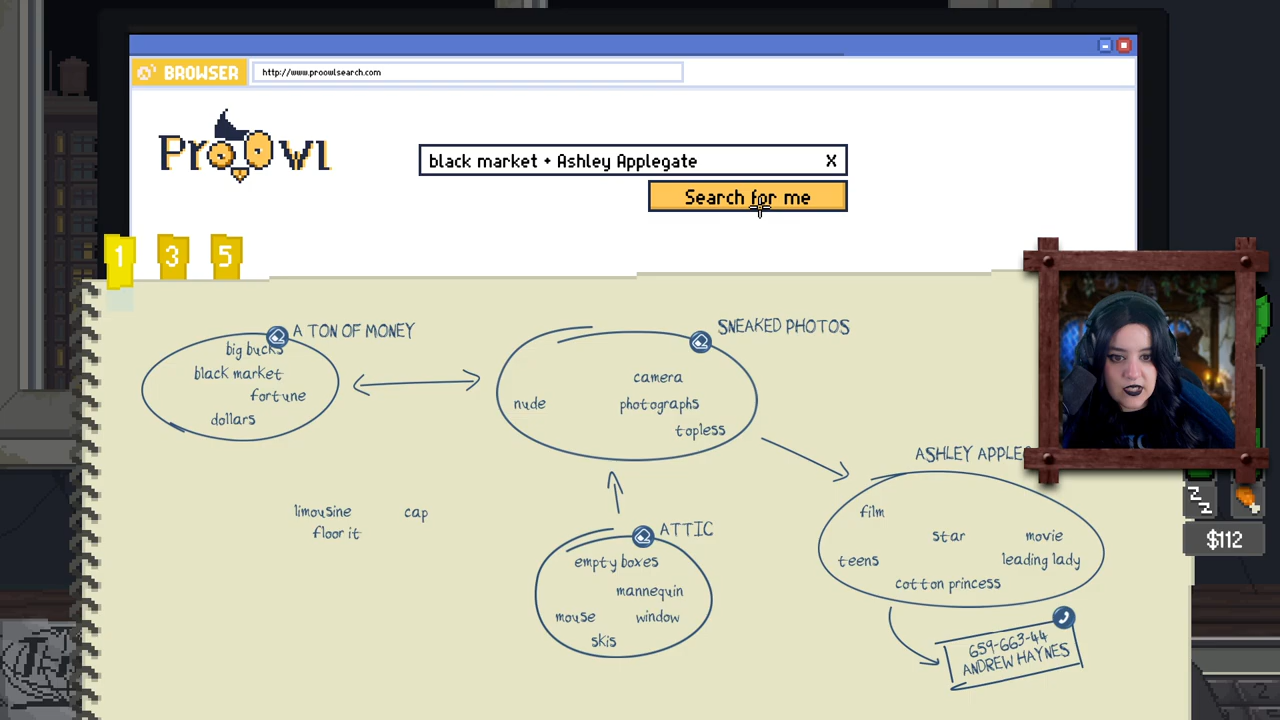 BROWSER
http://www.proowlsearch.com
PrOOwl
black market + Ashley Applegate X
Search for me
1 3 5
A TON OF MONEY
big bucks
black market
fortune
dollars
SNEAKED PHOTOS
camera
nude
photographs
topless
ASHLEY APPLE
film
star
movie
teens
leading lady
cotton princess
limousine
cap
floor it
ATTIC
empty boxes
mannequin
mouse
window
skis
659-663-44
ANDREW HAYNES
$112